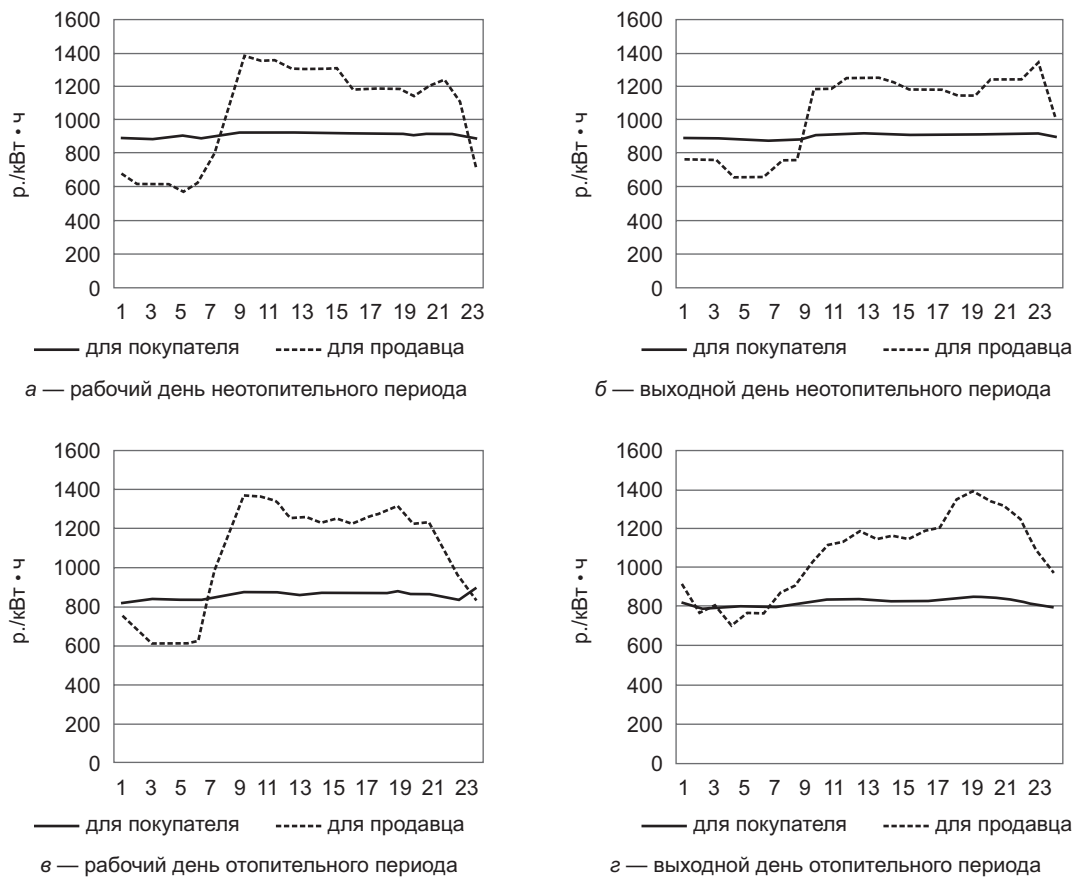 1600
1400
1200
1000
800
600
400
200
0
р./кВт • ч
1 3 5 7 9 11 13 15 17 19 21 23
для покупателя для продавца
а — рабочий день неотопительного периода
1600
1400
1200
1000
800
600
400
200
0
р./кВт • ч
1 3 5 7 9 11 13 15 17 19 21 23
для покупателя для продавца
б — выходной день неотопительного периода
1600
1400
1200
1000
800
600
400
200
0
р./кВт • ч
1 3 5 7 9 11 13 15 17 19 21 23
для покупателя для продавца
в — рабочий день отопительного периода
1600
1400
1200
1000
800
600
400
200
0
р./кВт • ч
1 3 5 7 9 11 13 15 17 19 21 23
для покупателя для продавца
г — выходной день отопительного периода